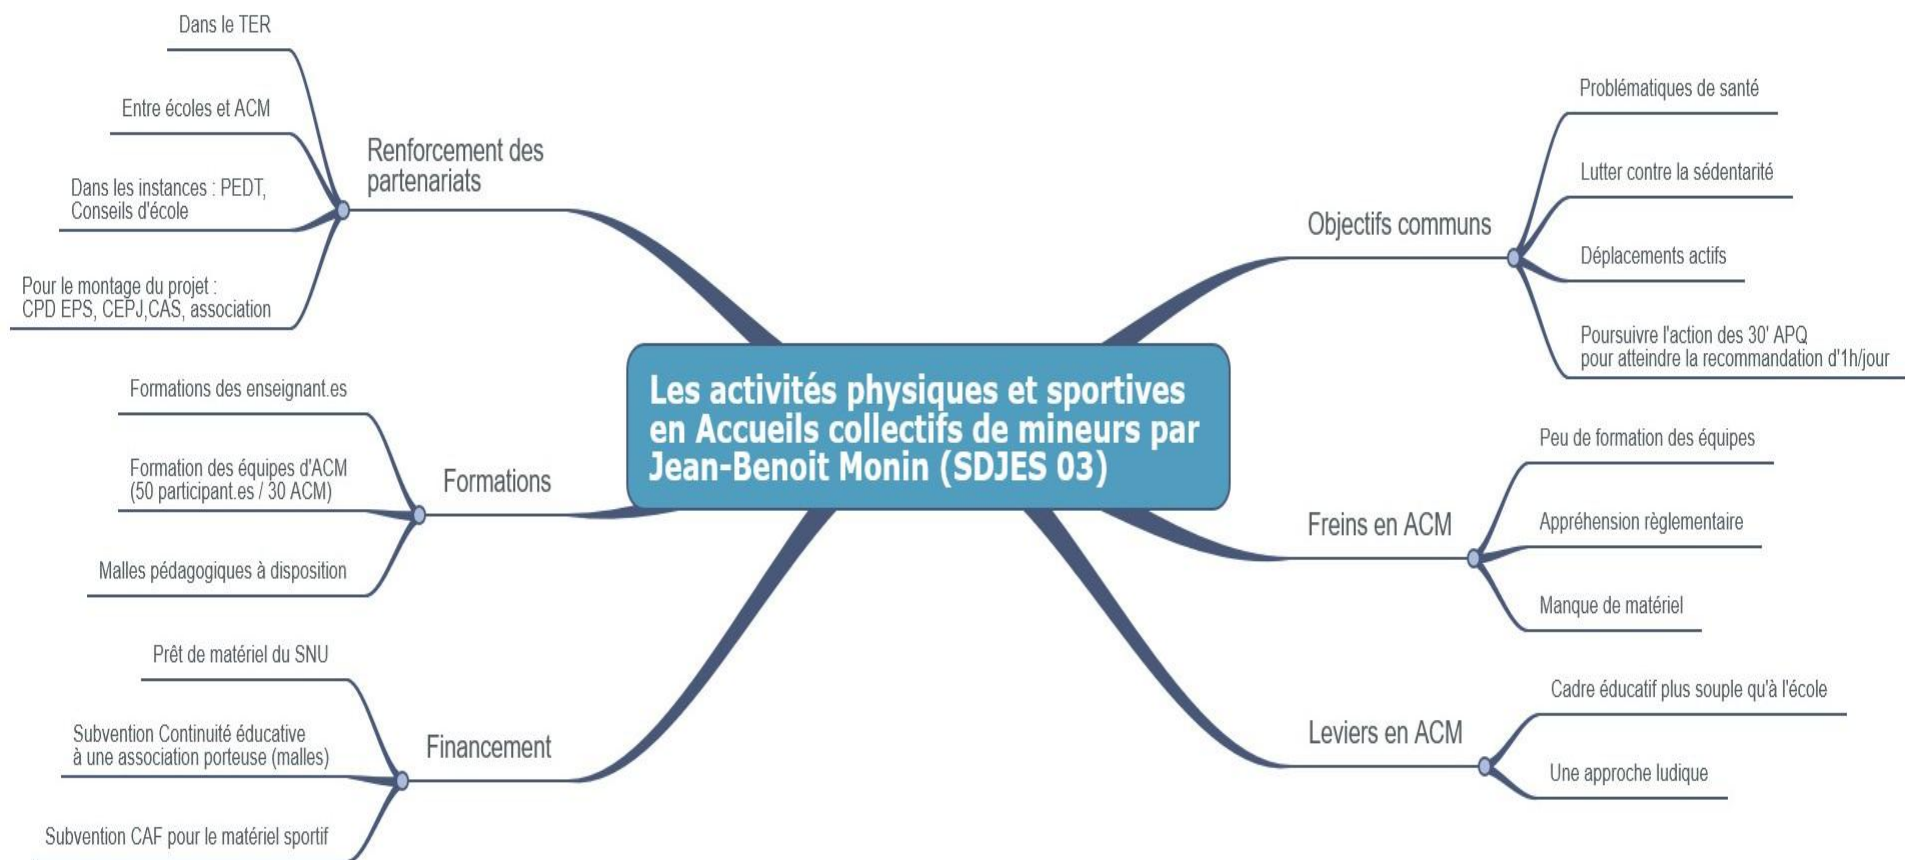 Les activités physiques et sportives
en Accueils collectifs de mineurs par
Jean-Benoit Monin (SDJES 03)
Objectifs communs
Problématiques de santé
Lutter contre la sédentarité
Déplacements actifs
Poursuivre l'action des 30' APQ
pour atteindre la recommandation d'1h/jour
Freins en ACM
Peu de formation des équipes
Appréhension règlementaire
Manque de matériel
Leviers en ACM
Cadre éducatif plus souple qu'à l'école
Une approche ludique
Renforcement des
partenariats
Dans le TER
Entre écoles et ACM
Dans les instances : PEDT,
Conseils d'école
Pour le montage du projet :
CPD EPS, CEPJ,CAS, association
Formations
Formations des enseignant.es
Formation des équipes d'ACM
(50 participant.es / 30 ACM)
Malles pédagogiques à disposition
Financement
Prêt de matériel du SNU
Subvention Continuité éducative
à une association porteuse (malles)
Subvention CAF pour le matériel sportif